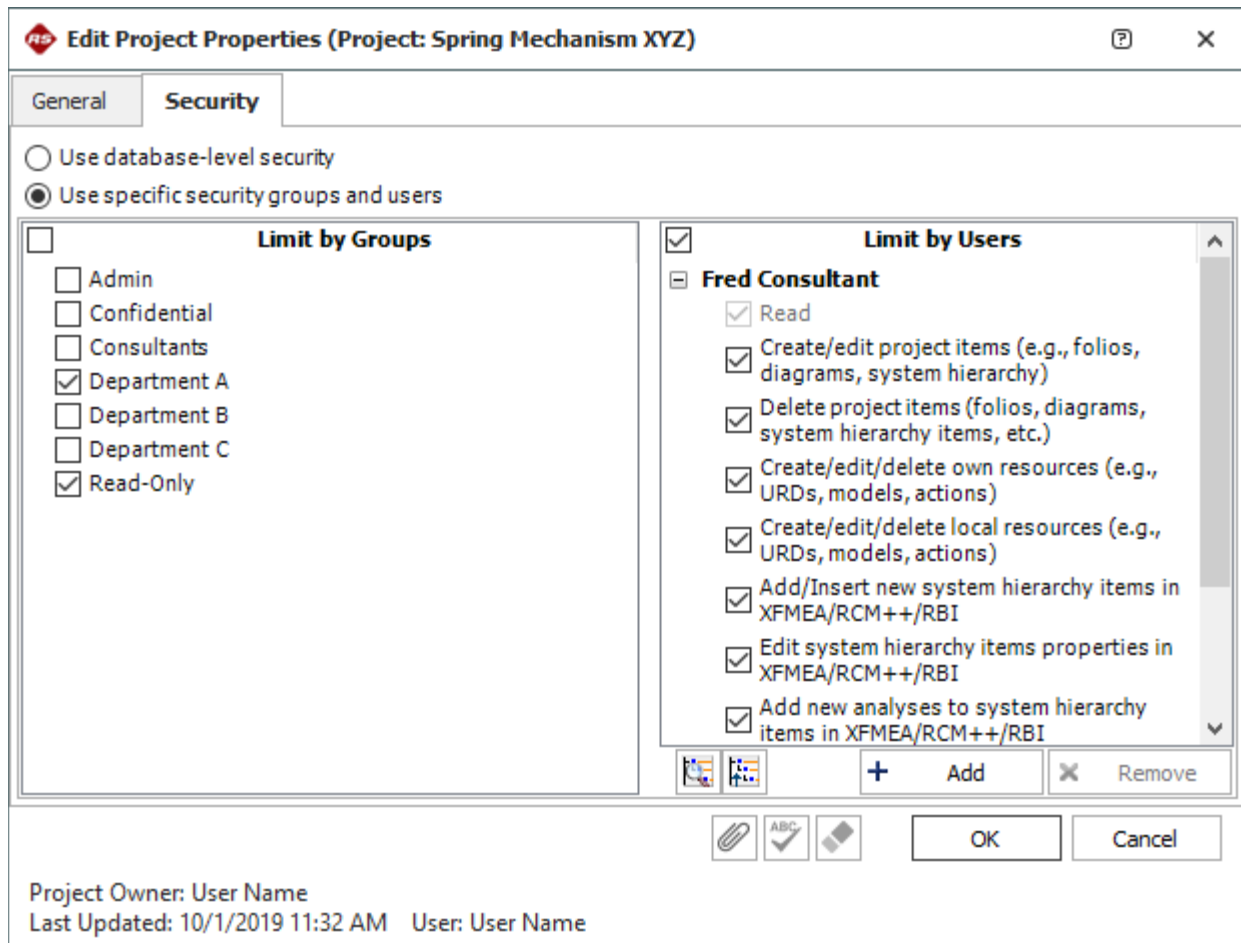 Edit Project Properties (Project: Spring Mechanism XYZ)
General
Security
Use database-level security
Use specific security groups and users
Limit by Groups
Admin
Confidential
Consultants
Department A
Department B
Department C
Read-Only
Limit by Users
Fred Consultant
Read
Create/edit project items (e.g., folios,
diagrams, system hierarchy)
Delete project items (folios, diagrams,
system hierarchy items, etc.)
Create/edit/delete own resources (e.g.,
URDs, models, actions)
Create/edit/delete local resources (e.g.,
URDs, models, actions)
Add/Insert new system hierarchy items in
XFMEA/RCM++/RBI
Edit system hierarchy items properties in
XFMEA/RCM++/RBI
Add new analyses to system hierarchy
items in XFMEA/RCM++/RBI
Add
Remove
ABC
OK
Cancel
Project Owner: User Name
Last Updated: 10/1/2019 11:32 AM User: User Name